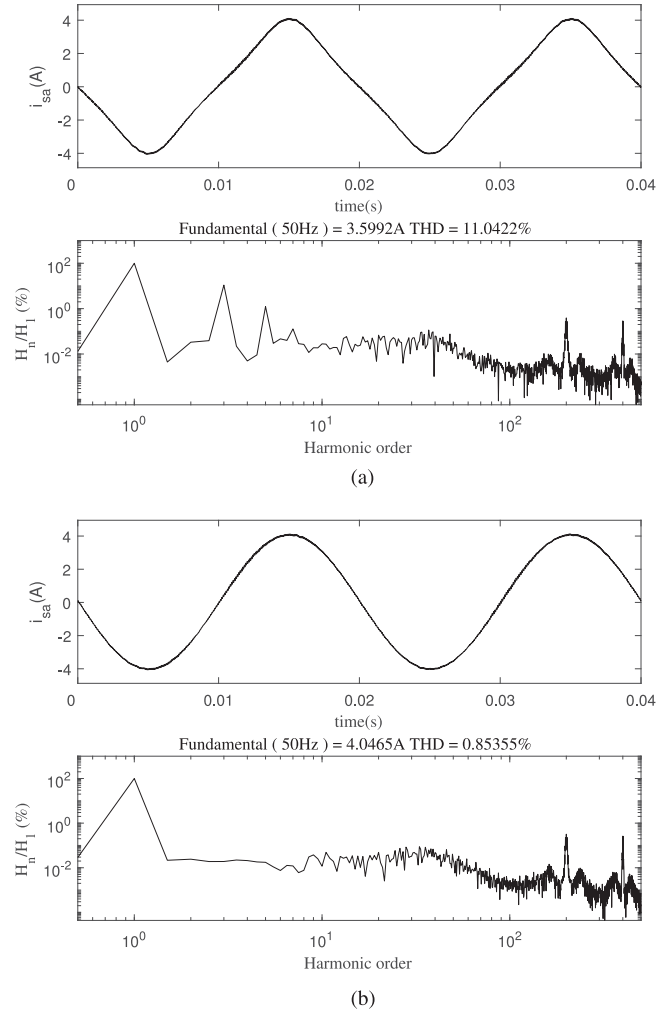 4
2
0
-2
-4
i_sa(A)
0 0.01 0.02 0.03 0.04
time(s)
Fundamental ( 50Hz ) = 3.5992A THD = 11.0422%
10^2
10^0
10^-2
H_n/H_1 (%)
10^0 10^1 10^2
Harmonic order
(a)
4
2
0
-2
-4
i_sa(A)
0 0.01 0.02 0.03 0.04
time(s)
Fundamental ( 50Hz ) = 4.0465A THD = 0.85355%
10^2
10^0
10^-2
H_n/H_1 (%)
10^0 10^1 10^2
Harmonic order
(b)